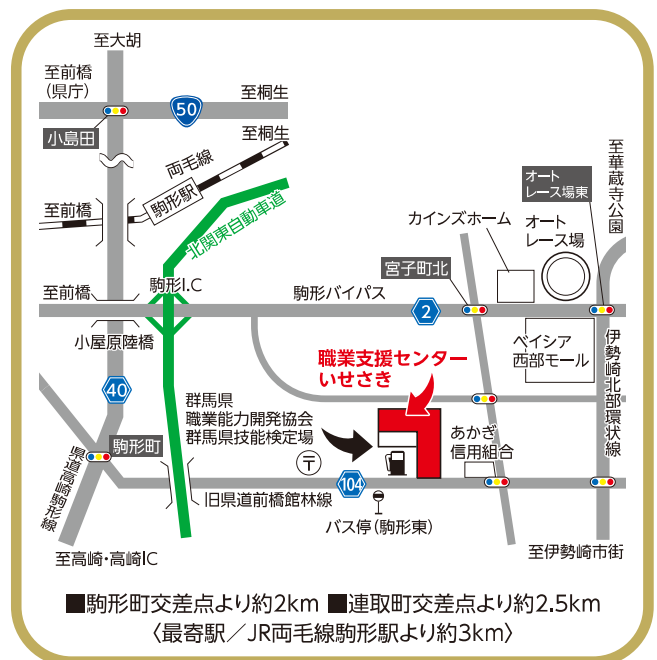 至大胡
至前橋
(県庁)
至桐生
50
小島田
至桐生
両毛線
駒形駅
至前橋
北関東自動車道
至華蔵寺公園
オート
レース場東
カインズホーム
オート
レース場
宮子町北
駒形I.C
至前橋
駒形バイパス
2
小屋原陸橋
ベイシア
西部モール
伊勢崎北部環状線
職業支援センター
いせさき
40
群馬県
職業能力開発協会
群馬県技能検定場
駒形町
あかぎ
信用組合
〒
104
県道高崎駒形線
旧県道前橋館林線
バス停(駒形東)
至高崎・高崎IC
至伊勢崎市街
■駒形町交差点より約2km ■連取町交差点より約2.5km
〈最寄駅／JR両毛線駒形駅より約3km〉